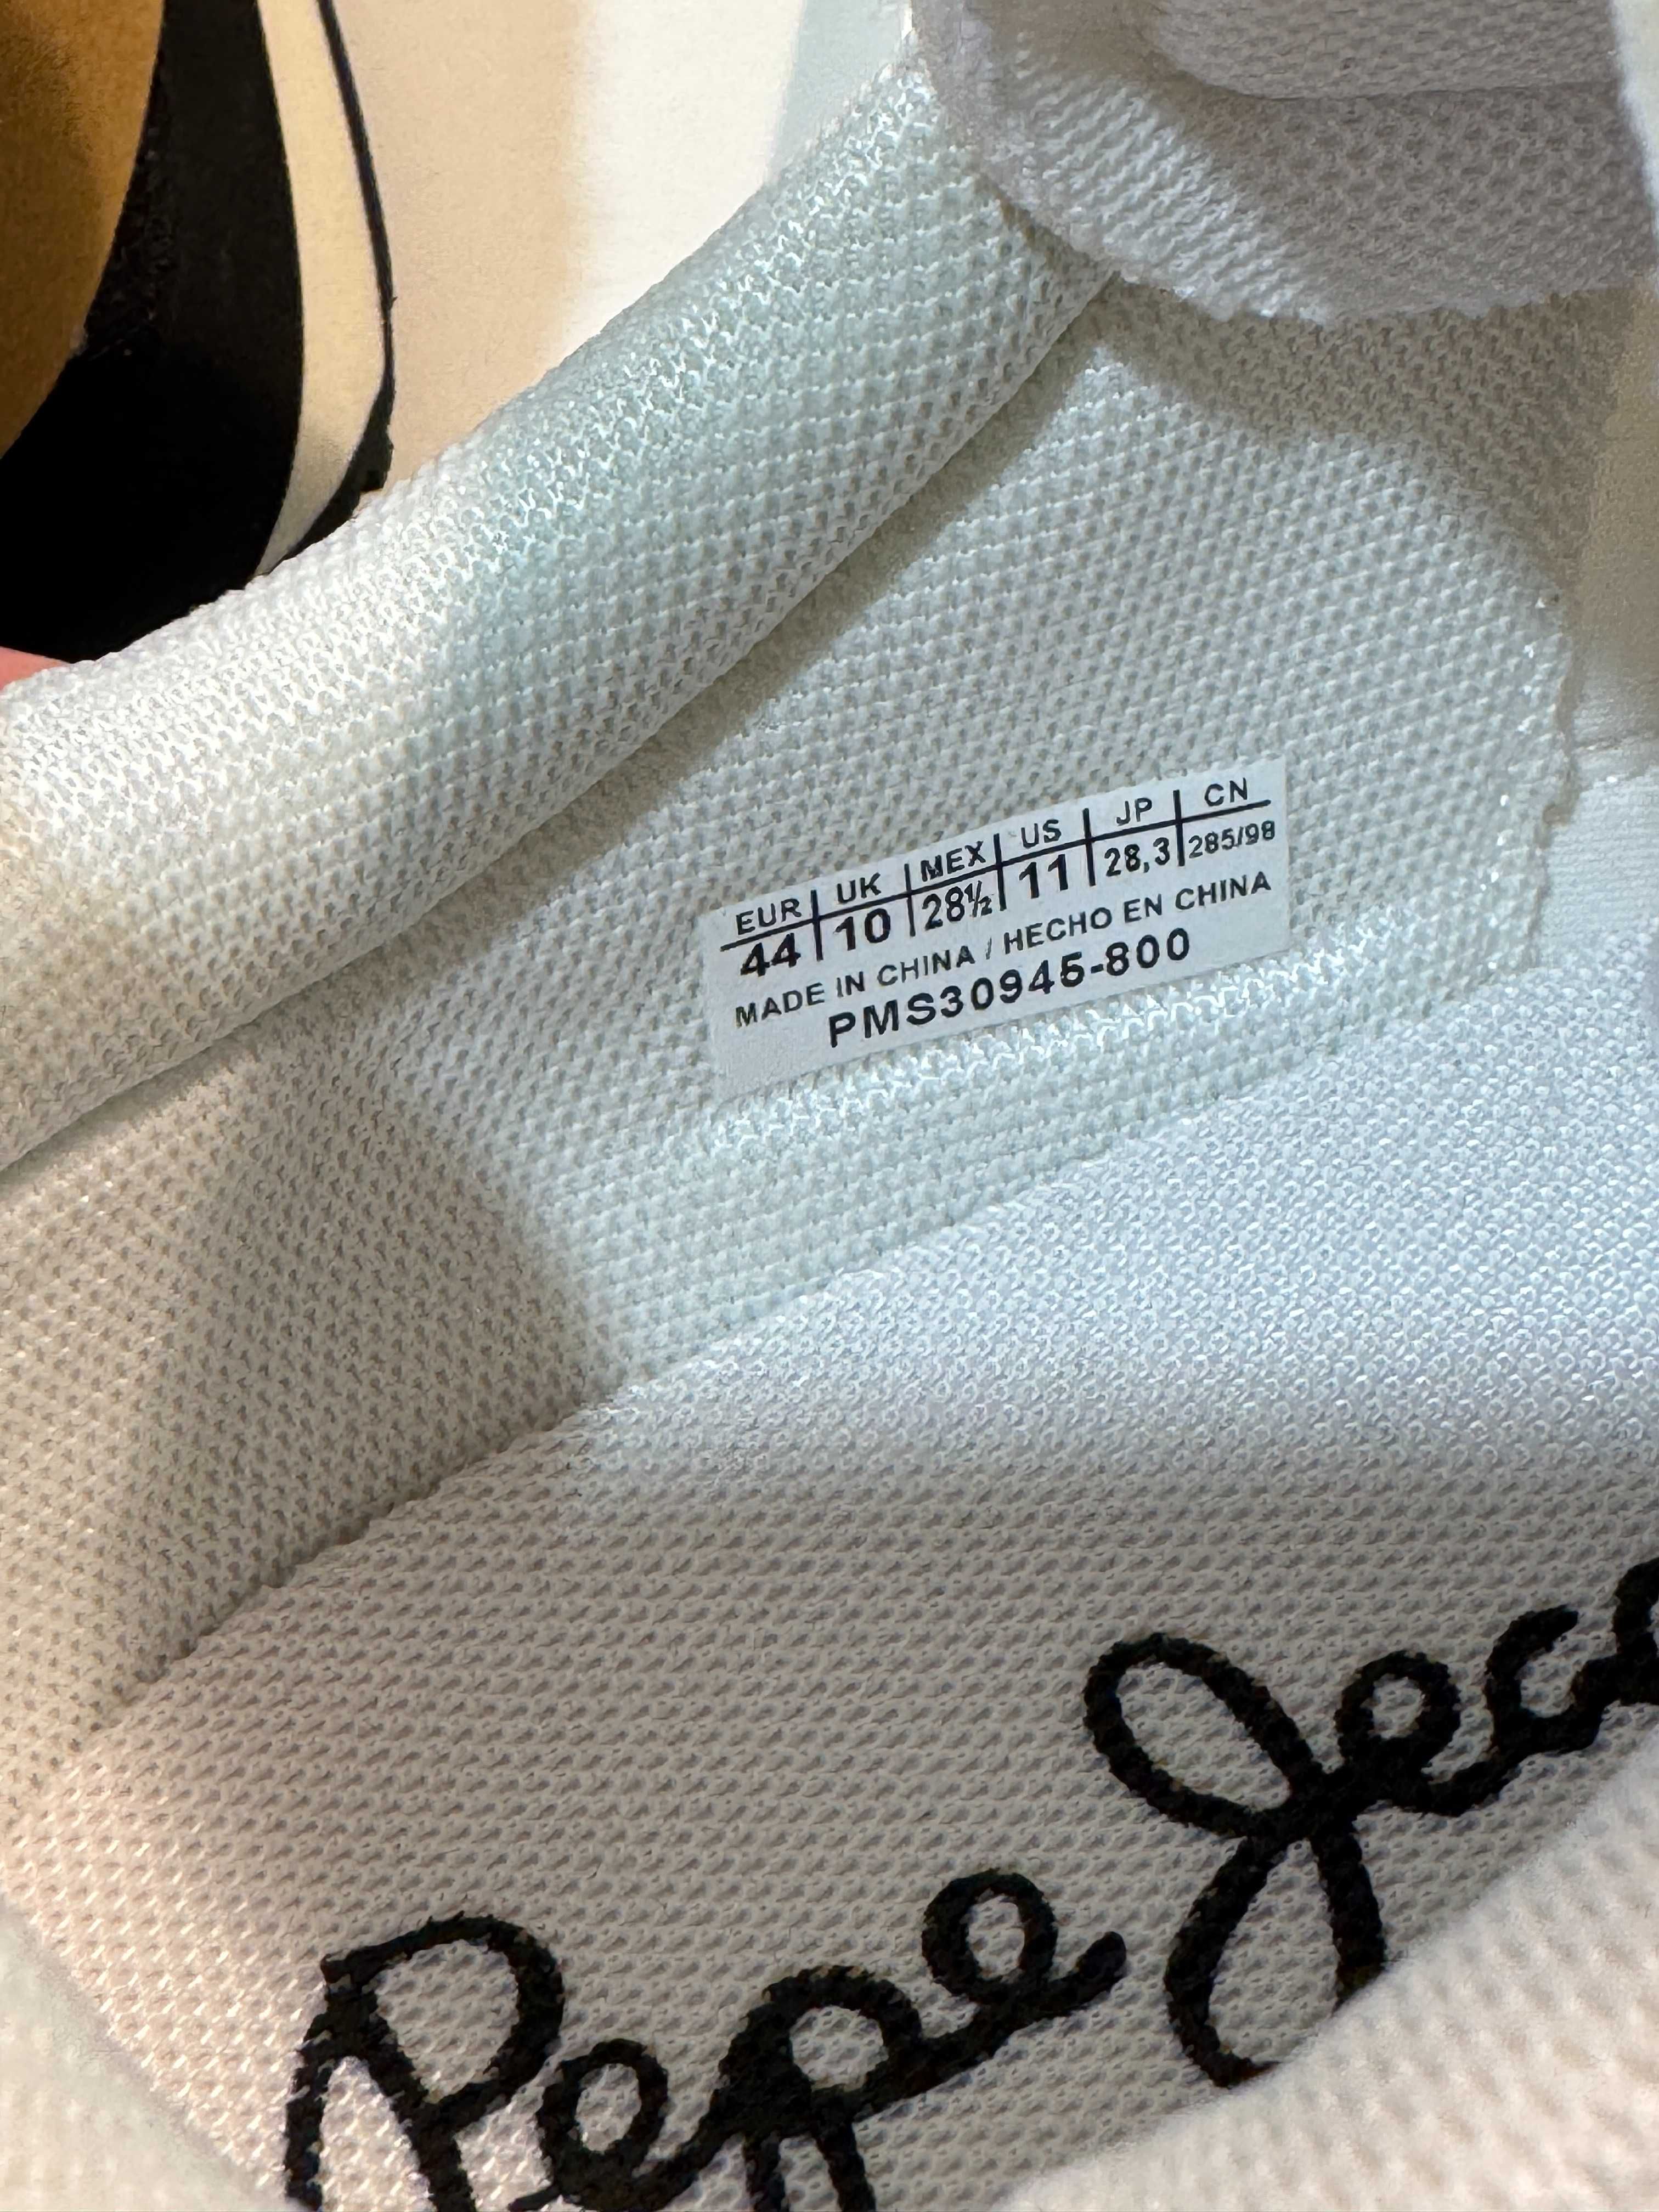 EUR UK MEX US JP CN
44 10 28½ 11 28,3 285/98
MADE IN CHINA / HECHO EN CHINA
PMS30945-800
Pepe